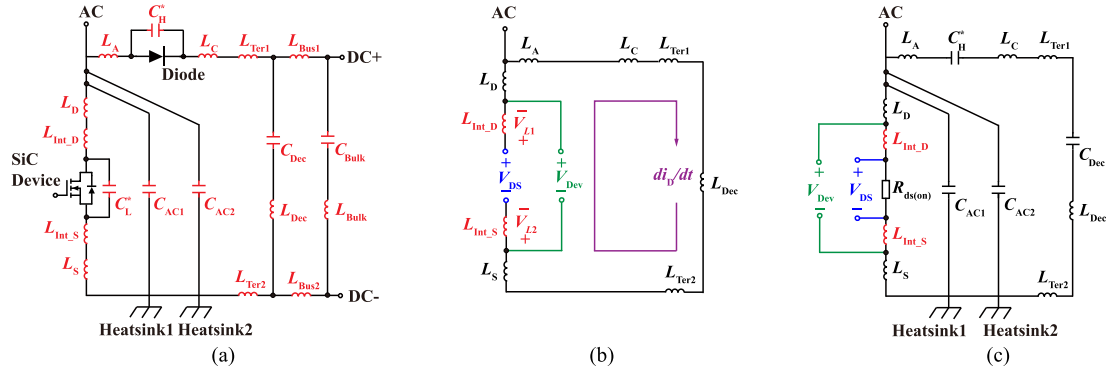 AC
C*H
LA
LC
LTer1
LBus1
DC+
Diode
LD
LInt_D
SiC
Device
C*L
CAC1
CAC2
CDec
CBulk
LInt_S
LDec
LBulk
LS
LTer2
LBus2
DC-
Heatsink1
Heatsink2
(a)
AC
LA
LC
LTer1
LD
LInt_D
− VL1 +
+ VDS −
+ VDev −
diD/dt
LDec
LInt_S
− VL2 +
LS
LTer2
(b)
AC
LA
C*H
LC
LTer1
LD
LInt_D
CDec
+ VDev −
+ VDS −
Rds(on)
CAC1
CAC2
LDec
LInt_S
LS
LTer2
Heatsink1
Heatsink2
(c)